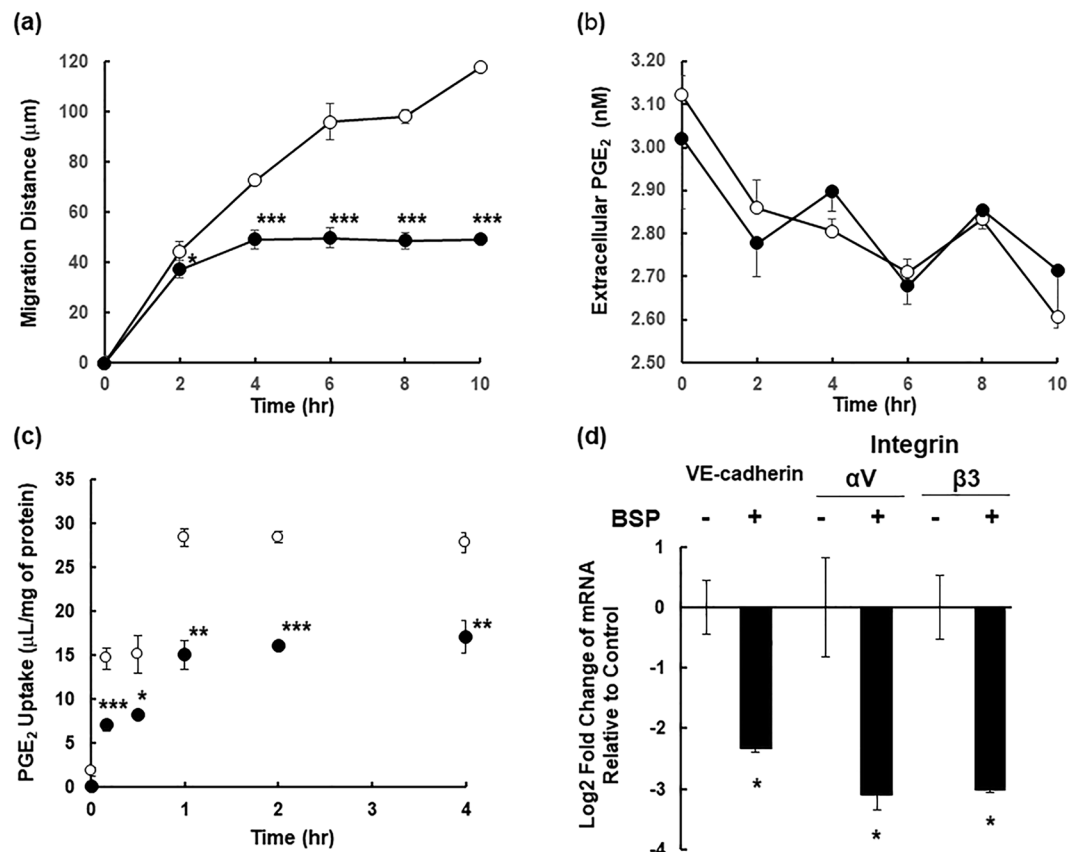 (a)
120
100
80
60
40
20
0
Migration Distance (μm)
*
***
***
***
***
0 2 4 6 8 10
Time (hr)
(b)
3.20
3.10
3.00
2.90
2.80
2.70
2.60
2.50
Extracellular PGE₂ (nM)
0 2 4 6 8 10
Time (hr)
(c)
35
30
25
20
15
10
5
0
PGE₂ Uptake (μL/mg of protein)
***
*
**
***
**
0 1 2 3 4
Time (hr)
(d)
Integrin
VE-cadherin αV β3
BSP - + - + - +
1
0
-1
-2
-3
-4
Log2 Fold Change of mRNA
Relative to Control
*
*
*